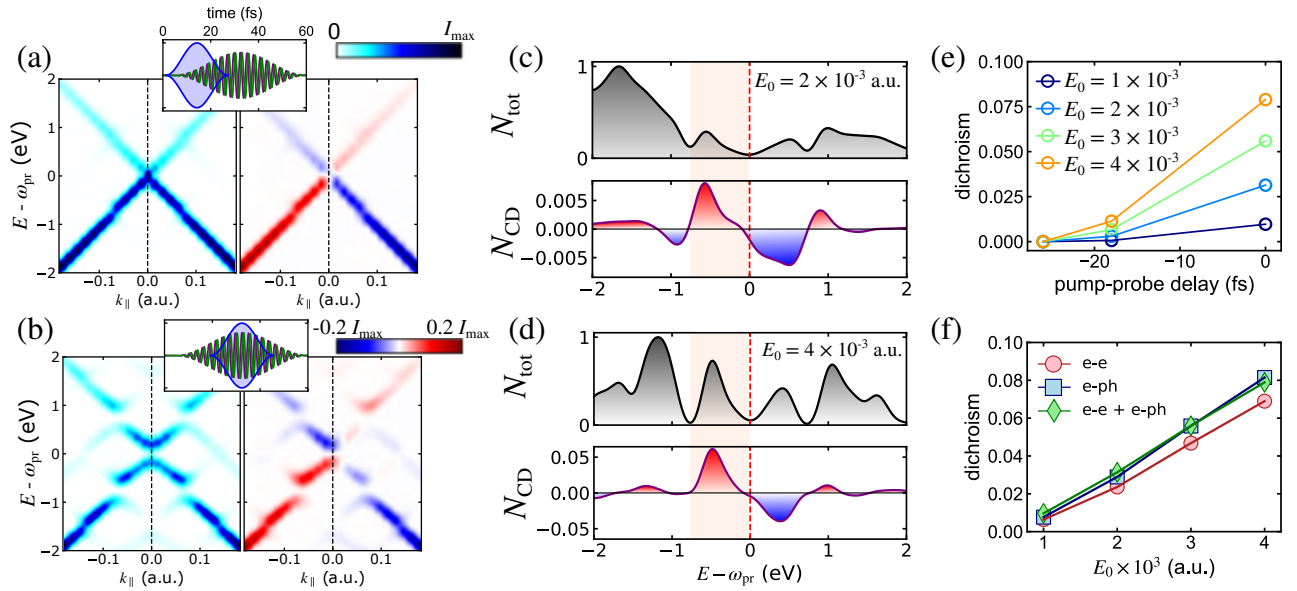 (a)
time (fs)
0 20 40 60
0 I_max
E - ω_pr (eV)
2
1
0
−1
−2
−0.1 0.0 0.1 −0.1 0.0 0.1
k_∥ (a.u.) k_∥ (a.u.)
(b)
-0.2 I_max 0.2 I_max
E - ω_pr (eV)
2
1
0
−1
−2
−0.1 0.0 0.1 −0.1 0.0 0.1
k_∥ (a.u.) k_∥ (a.u.)
(c)
E_0 = 2 × 10^-3 a.u.
N_tot
1
0
N_CD
0.005
0.000
−0.005
−2 −1 0 1 2
(d)
E_0 = 4 × 10^-3 a.u.
N_tot
1
0
N_CD
0.05
0.00
−0.05
−2 −1 0 1 2
E − ω_pr (eV)
(e)
dichroism
0.100
0.075
0.050
0.025
0.000
E_0 = 1 × 10^-3
E_0 = 2 × 10^-3
E_0 = 3 × 10^-3
E_0 = 4 × 10^-3
−20 −10 0
pump-probe delay (fs)
(f)
dichroism
0.10
0.08
0.06
0.04
0.02
0.00
e-e
e-ph
e-e + e-ph
1 2 3 4
E_0 × 10^3 (a.u.)